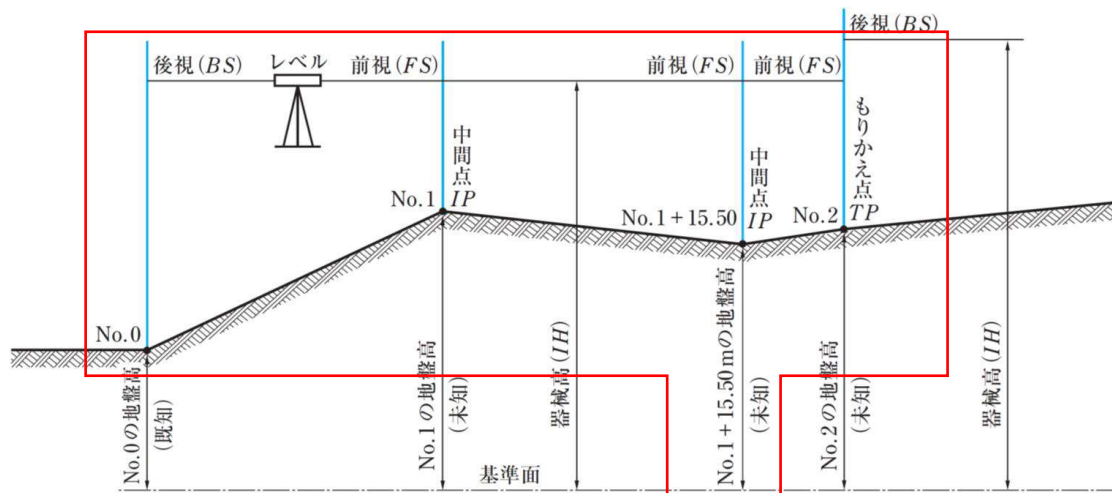 後視(BS)
後視(BS)
レベル
前視(FS)
前視(FS)
前視(FS)
中間点
IP
中間点
IP
もりかえ点
TP
No.1
No.1+15.50
No.2
No.0
No.0の地盤高
(既知)
No.1の地盤高
(未知)
器械高(IH)
No.1+15.50mの地盤高
(未知)
No.2の地盤高
(未知)
器械高(IH)
基準面